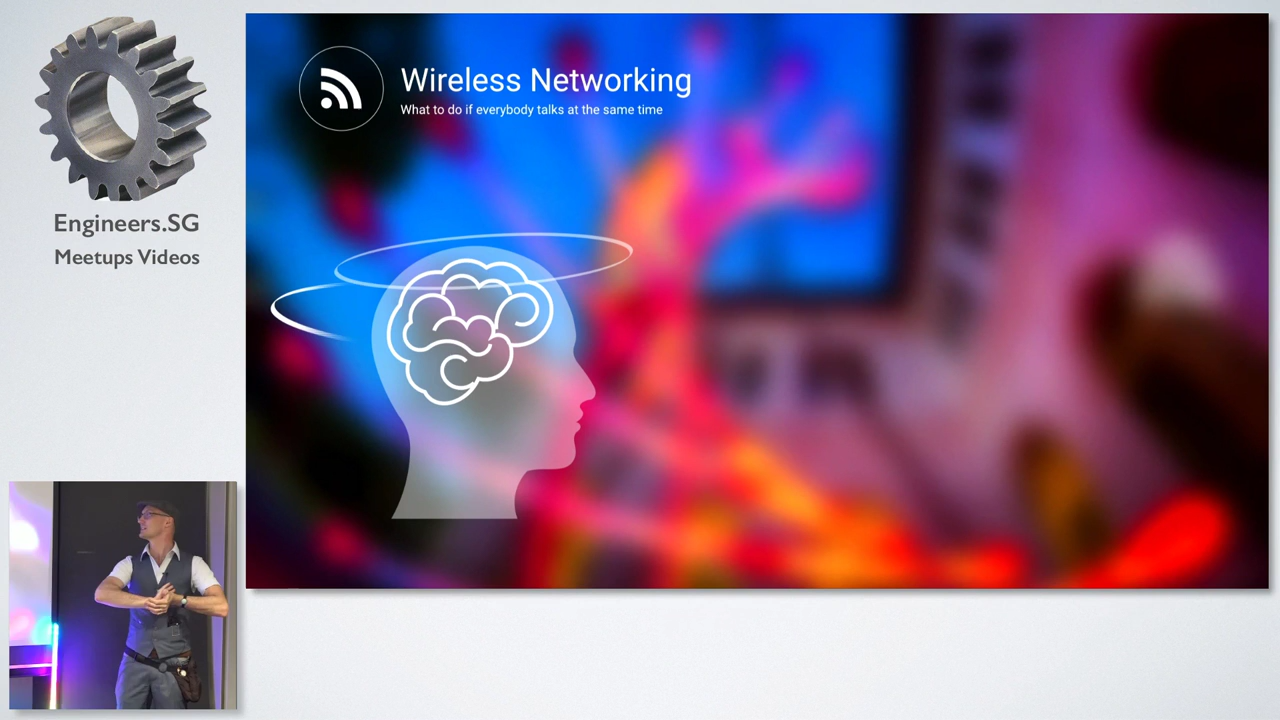 Engineers.SG
Meetups Videos
Wireless Networking
What to do if everybody talks at the same time